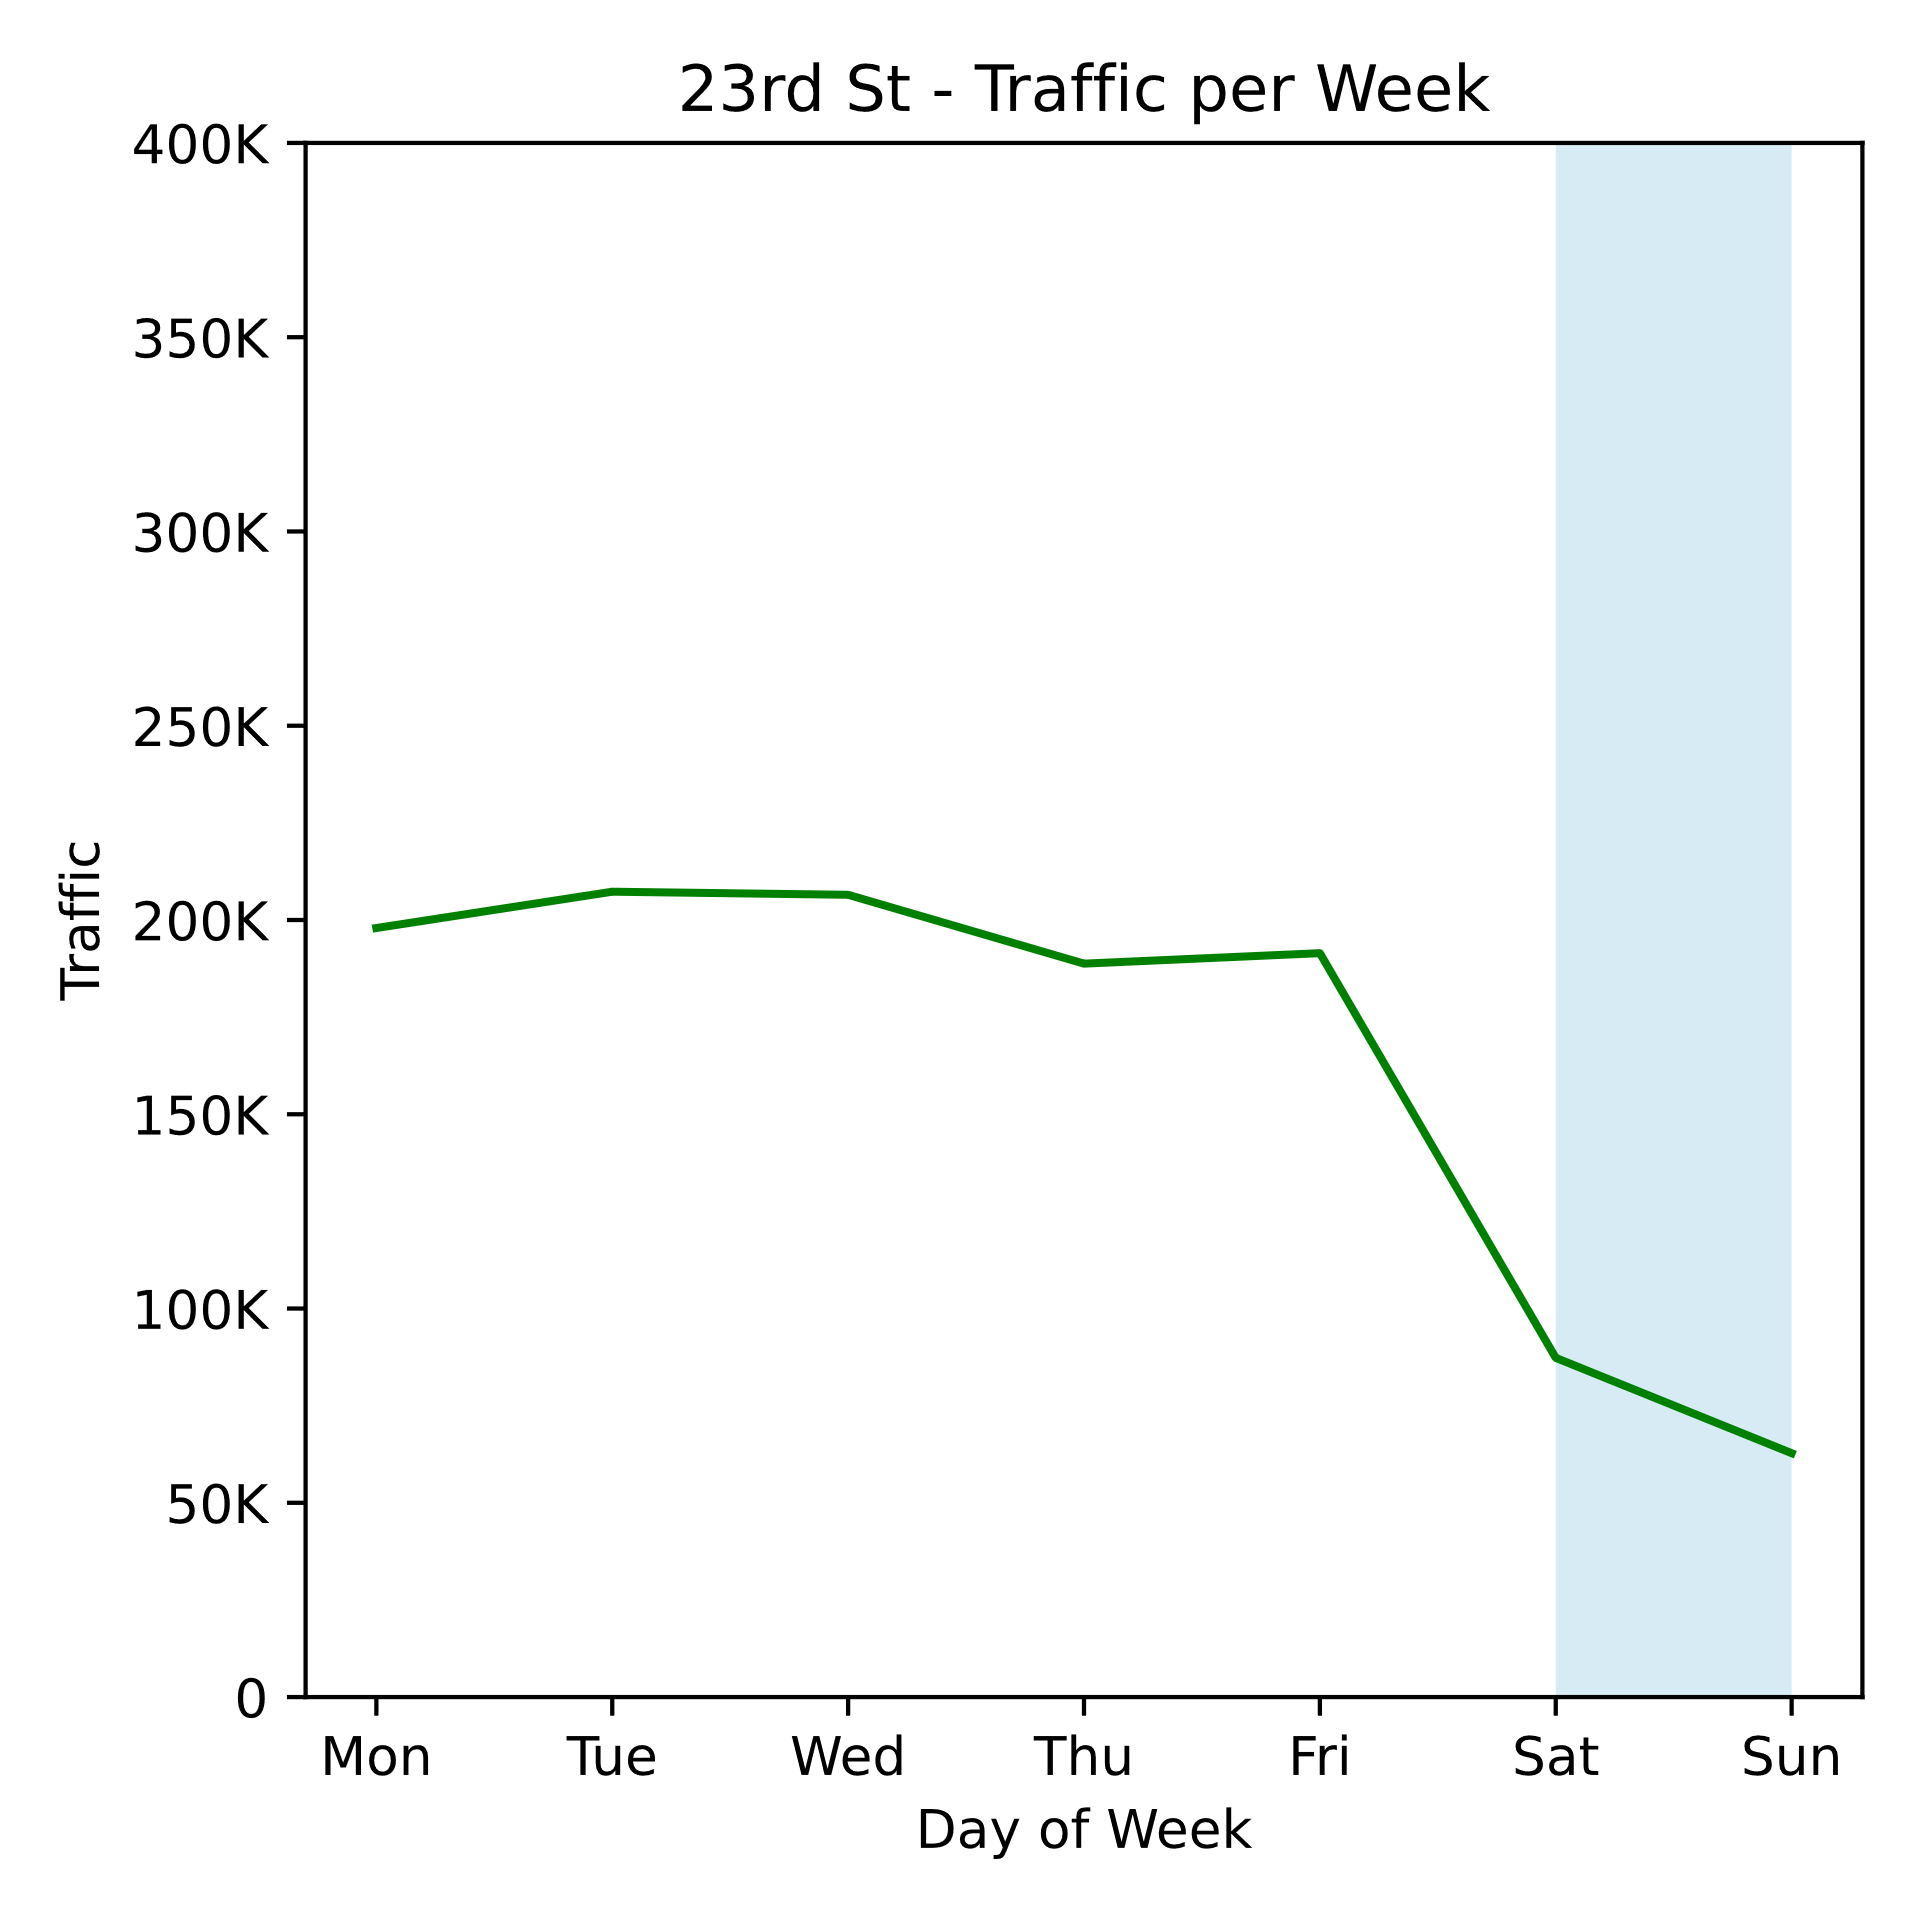 23rd St - Traffic per Week
400K
350K
300K
250K
200K
150K
100K
50K
0
Traffic
Mon Tue Wed Thu Fri Sat Sun
Day of Week